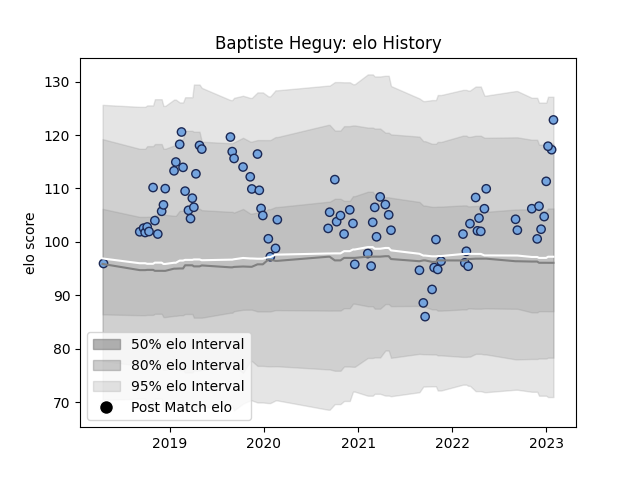 Baptiste Heguy: elo History
elo score
130
120
110
100
90
80
70
50% elo Interval
80% elo Interval
95% elo Interval
Post Match elo
2019
2020
2021
2022
2023